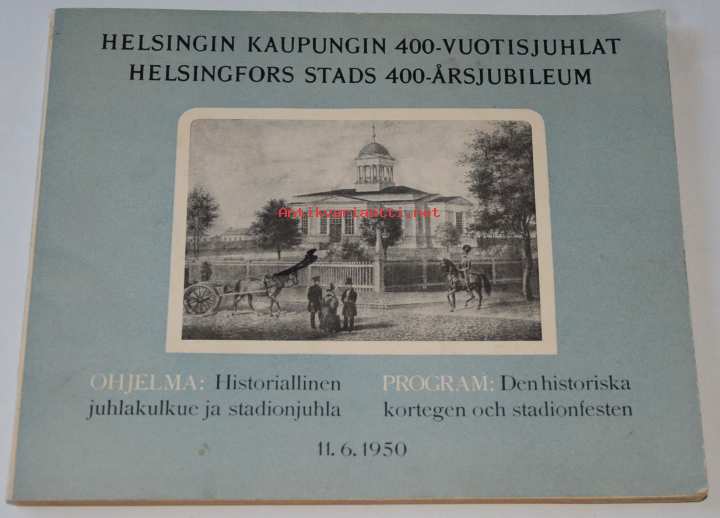 HELSINGIN KAUPUNGIN 400-VUOTISJUHLAT
HELSINGFORS STADS 400-ÅRSJUBILEUM
Antikvariaatti.net
OHJELMA: Historiallinen
juhlakulkue ja stadionjuhla
PROGRAM: Den historiska
kortegen och stadionfesten
11. 6. 1950